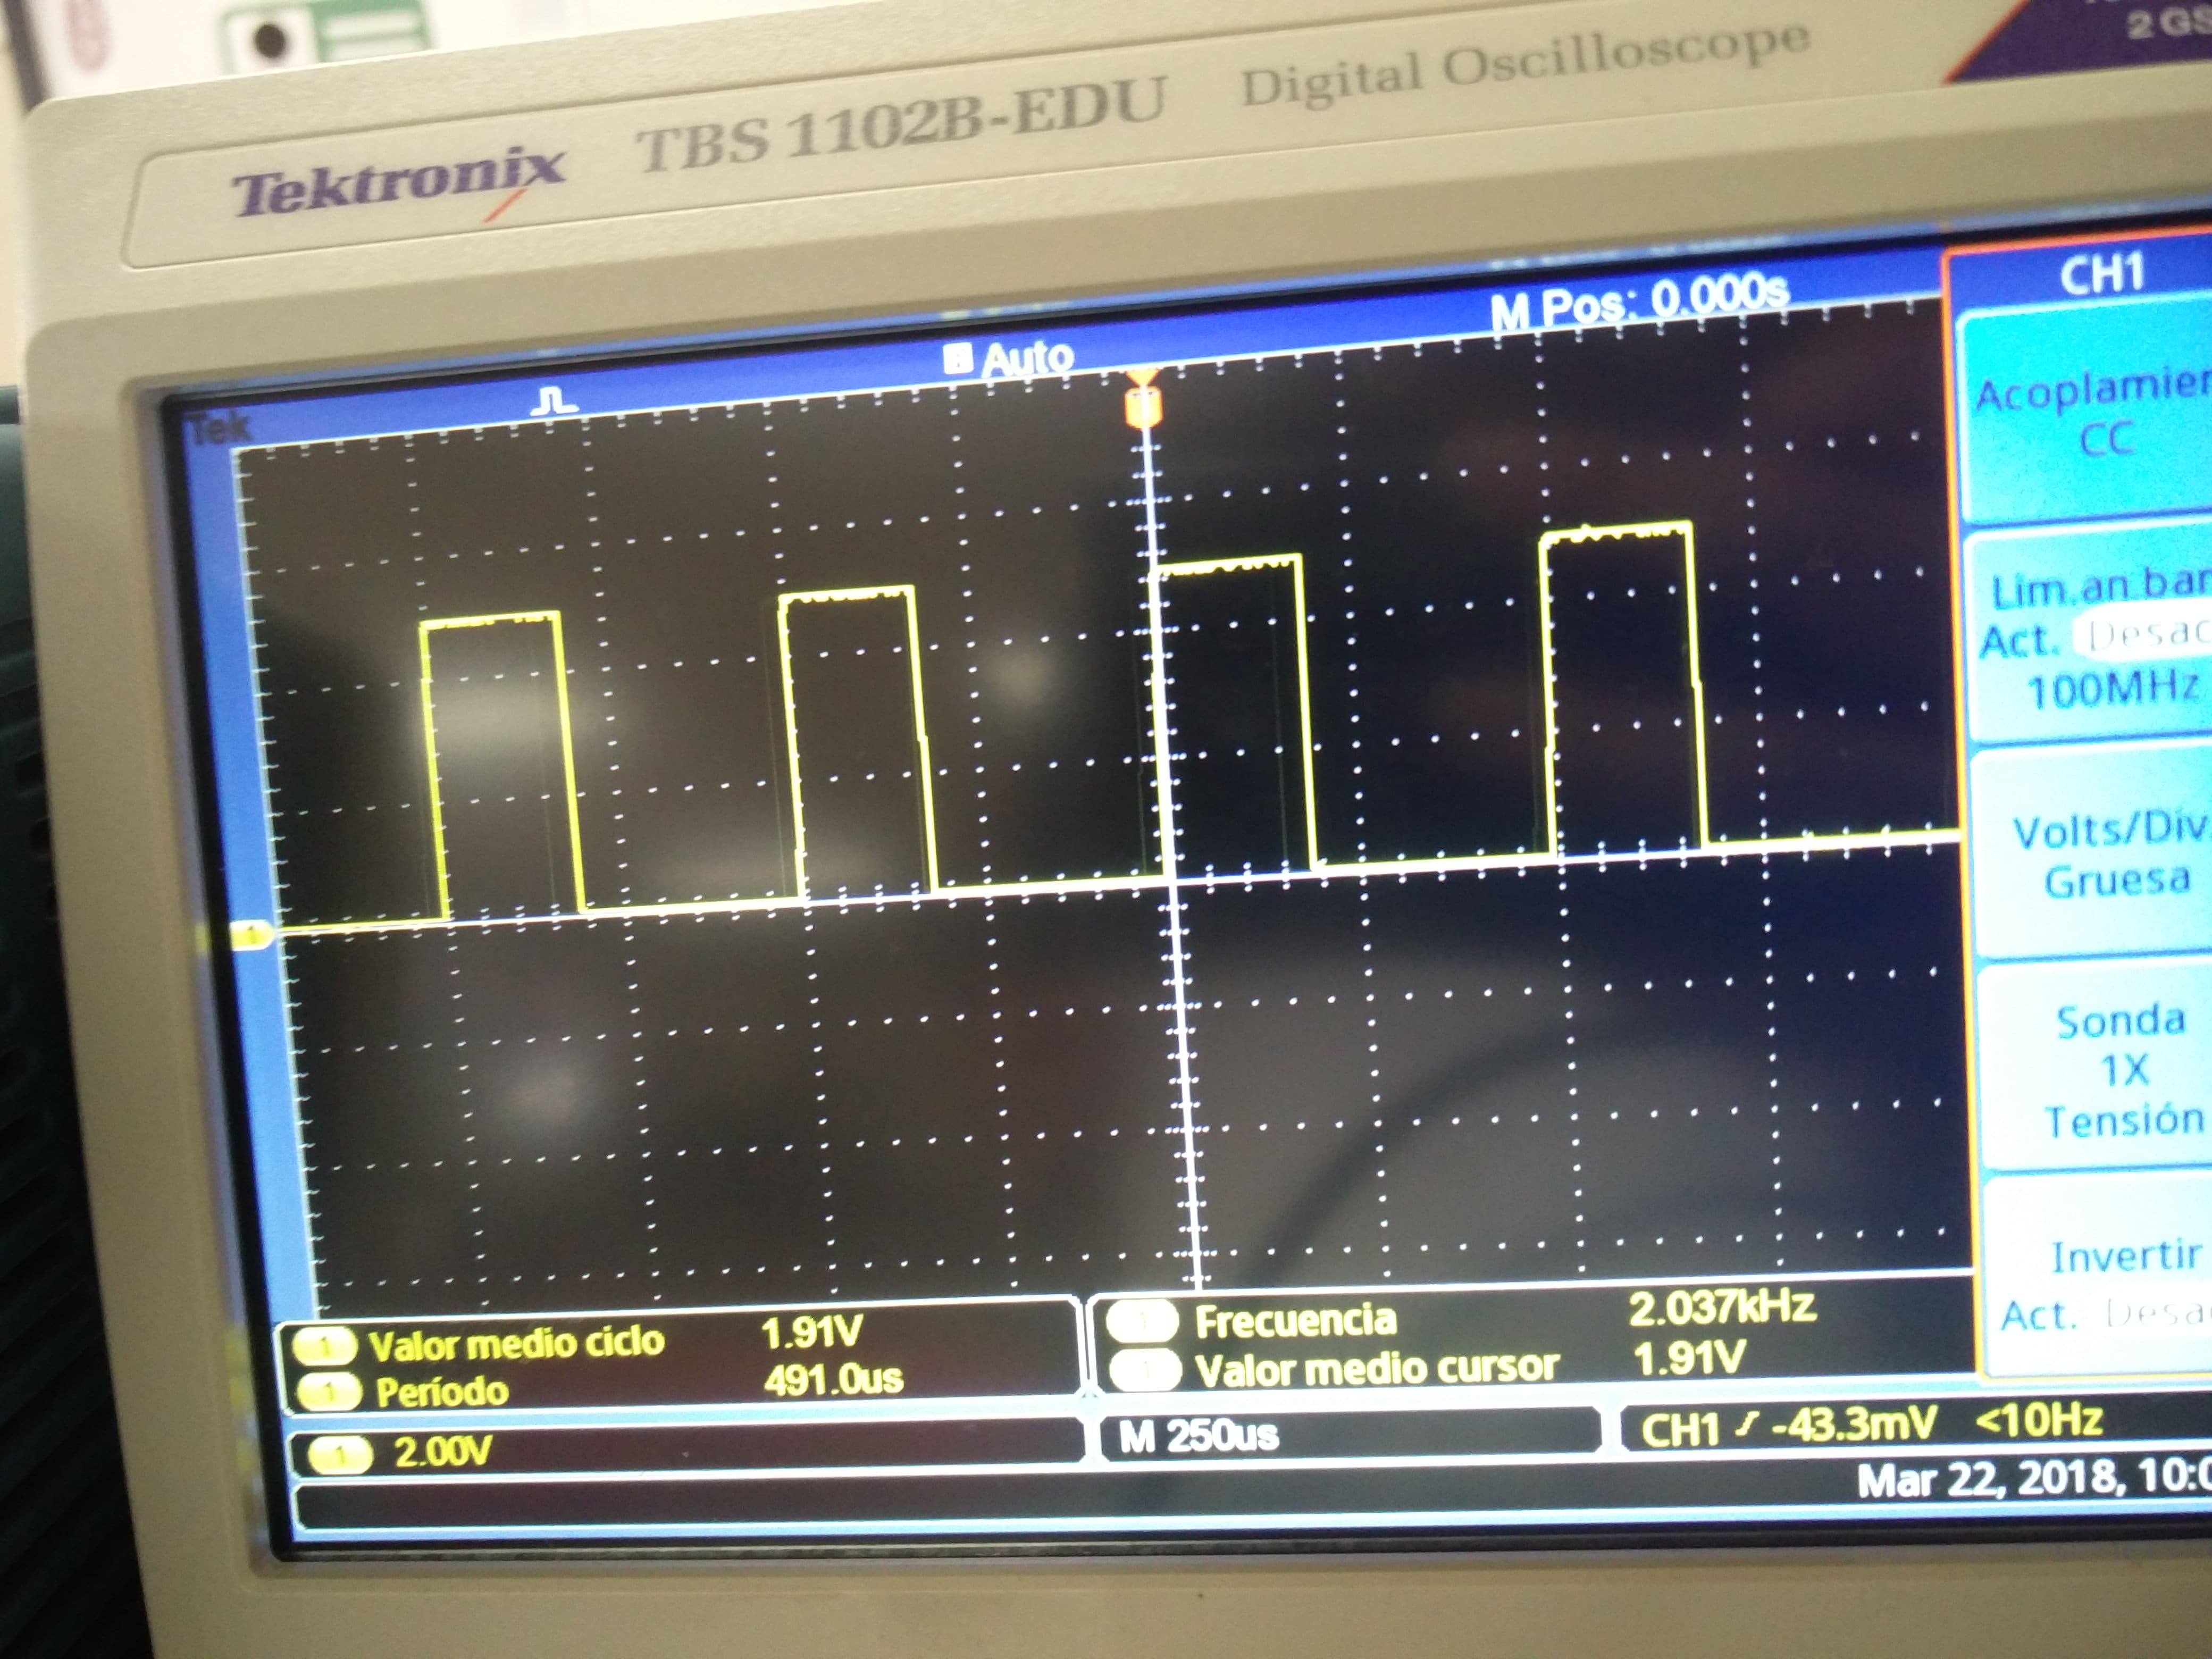 2 GS
Tektronix TBS 1102B-EDU Digital Oscilloscope
Tek
Auto
M Pos: 0.000s
CH1
Acoplamier
CC
Lim.an.bar
Act. Desac
100MHz
Volts/Div
Gruesa
Sonda
1X
Tensión
Invertir
Act. Desa
1
1 Valor medio ciclo 1.91V
1 Período 491.0us
1 Frecuencia 2.037kHz
1 Valor medio cursor 1.91V
1 2.00V
M 250us
CH1 -43.3mV <10Hz
Mar 22, 2018, 10:0